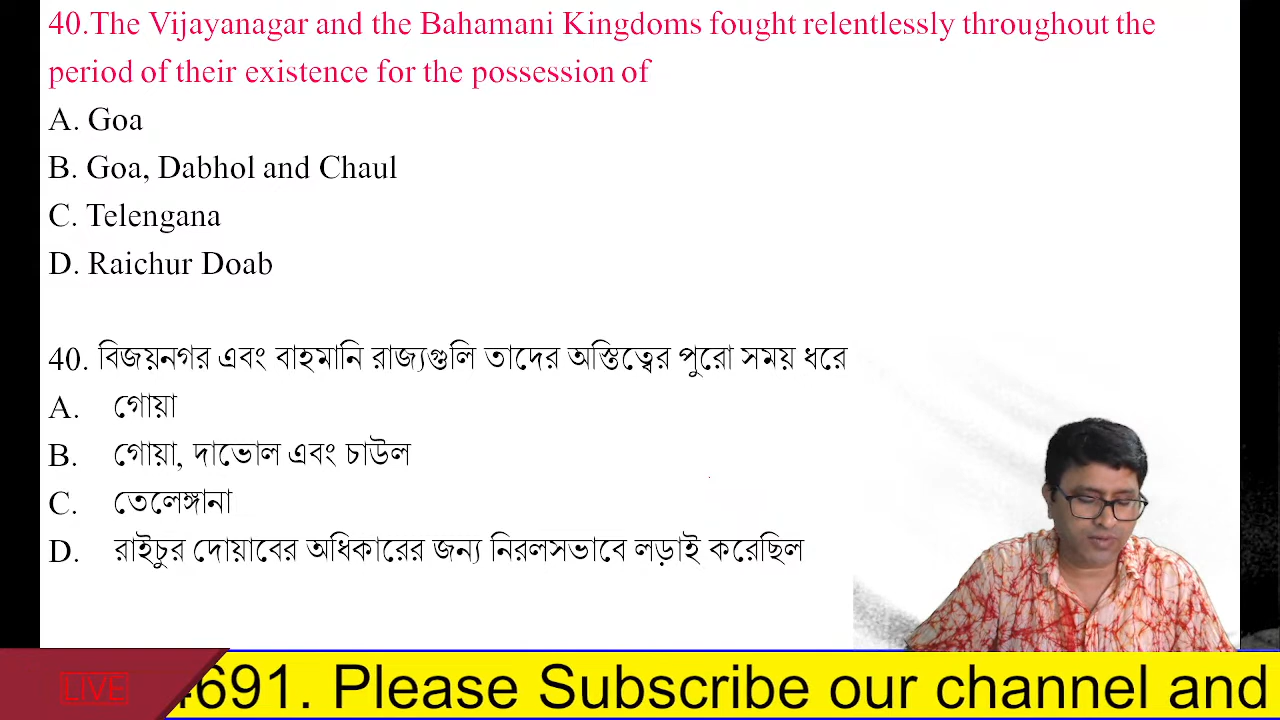 40.The Vijayanagar and the Bahamani Kingdoms fought relentlessly throughout the
period of their existence for the possession of
A. Goa
B. Goa, Dabhol and Chaul
C. Telengana
D. Raichur Doab
40. বিজয়নগর এবং বাহমানি রাজ্যগুলি তাদের অস্তিত্বের পুরো সময় ধরে
A. গোয়া
B. গোয়া, দাভোল এবং চাউল
C. তেলেঙ্গানা
D. রাইচুর দোয়াবের অধিকারের জন্য নিরলসভাবে লড়াই করেছিল
LIVE
4691. Please Subscribe our channel and